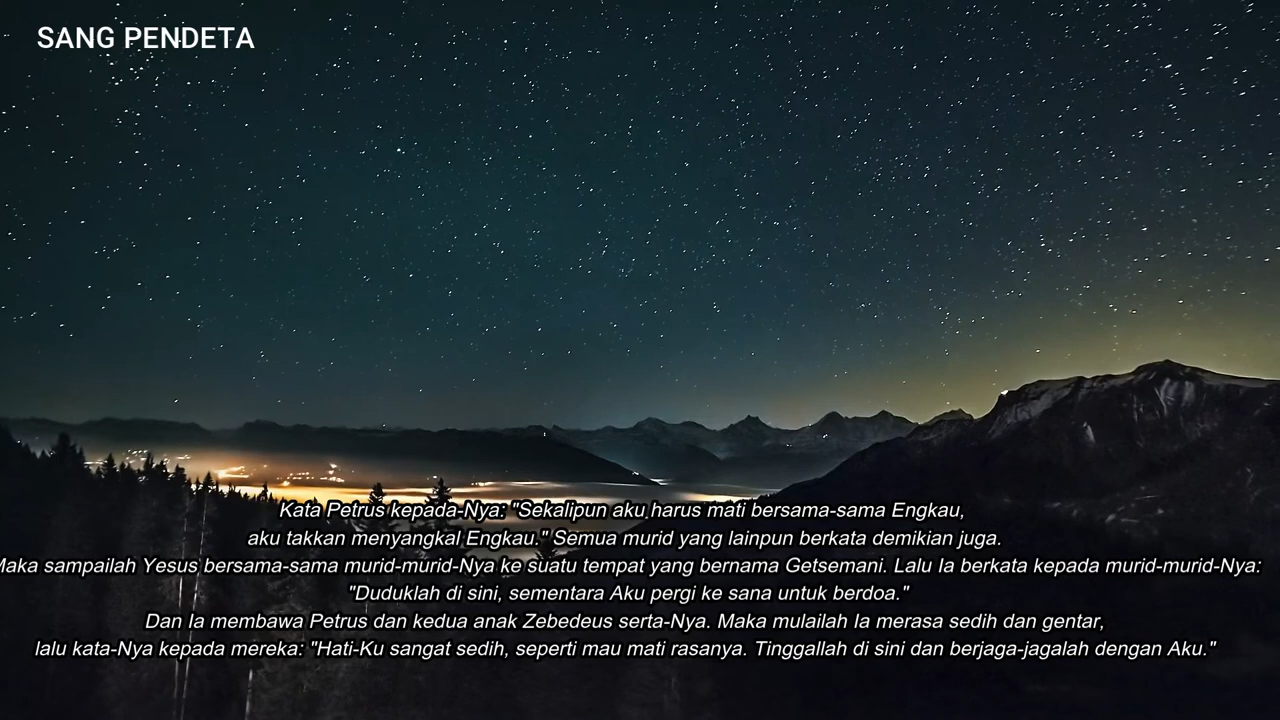 SANG PENDETA
Kata Petrus kepada-Nya: "Sekalipun aku harus mati bersama-sama Engkau,
aku takkan menyangkal Engkau." Semua murid yang lainpun berkata demikian juga.
Maka sampailah Yesus bersama-sama murid-murid-Nya ke suatu tempat yang bernama Getsemani. Lalu Ia berkata kepada murid-murid-Nya:
"Duduklah di sini, sementara Aku pergi ke sana untuk berdoa."
Dan Ia membawa Petrus dan kedua anak Zebedeus serta-Nya. Maka mulailah Ia merasa sedih dan gentar,
lalu kata-Nya kepada mereka: "Hati-Ku sangat sedih, seperti mau mati rasanya. Tinggallah di sini dan berjaga-jagalah dengan Aku."